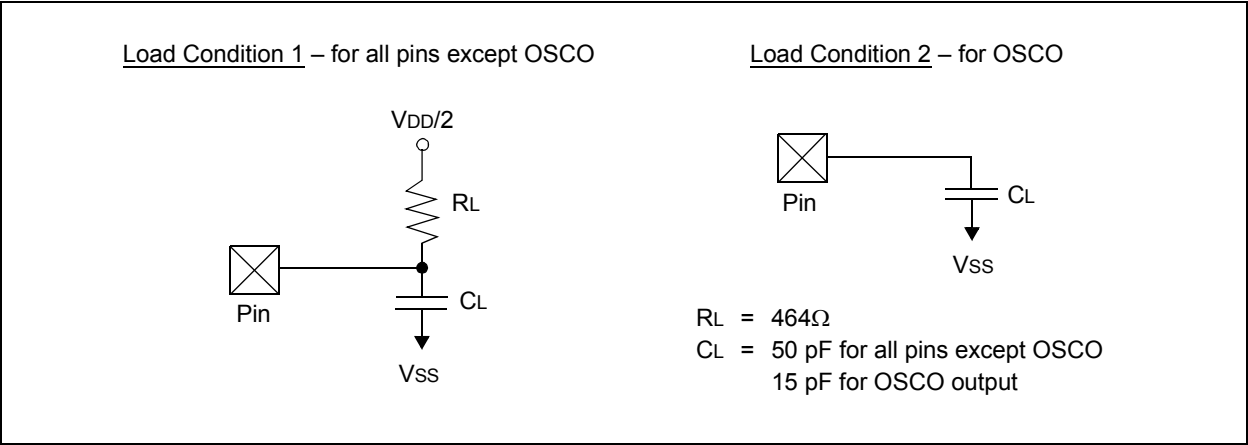 Load Condition 1 – for all pins except OSCO
VDD/2
RL
Pin
CL
VSS
Load Condition 2 – for OSCO
Pin
CL
VSS
RL = 464Ω
CL = 50 pF for all pins except OSCO
15 pF for OSCO output